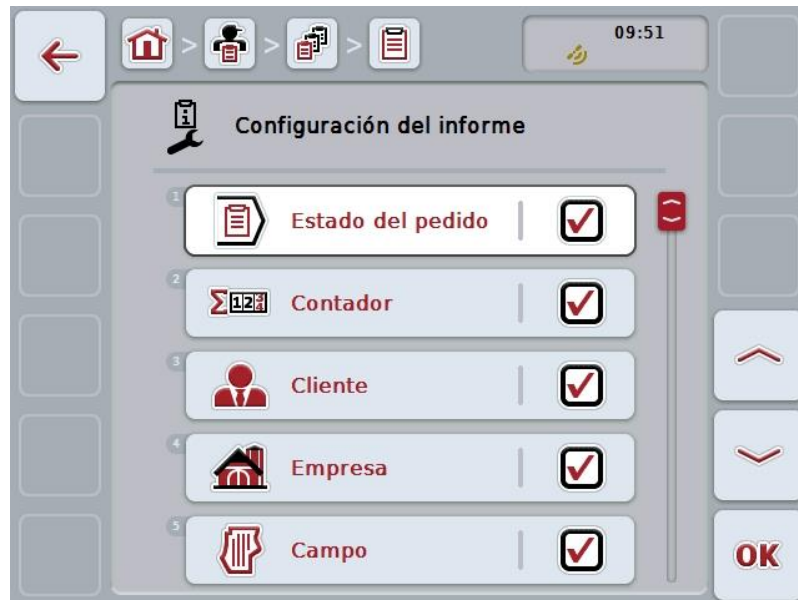 09:51
Configuración del informe
1
Estado del pedido
2
Contador
3
Cliente
4
Empresa
5
Campo
OK